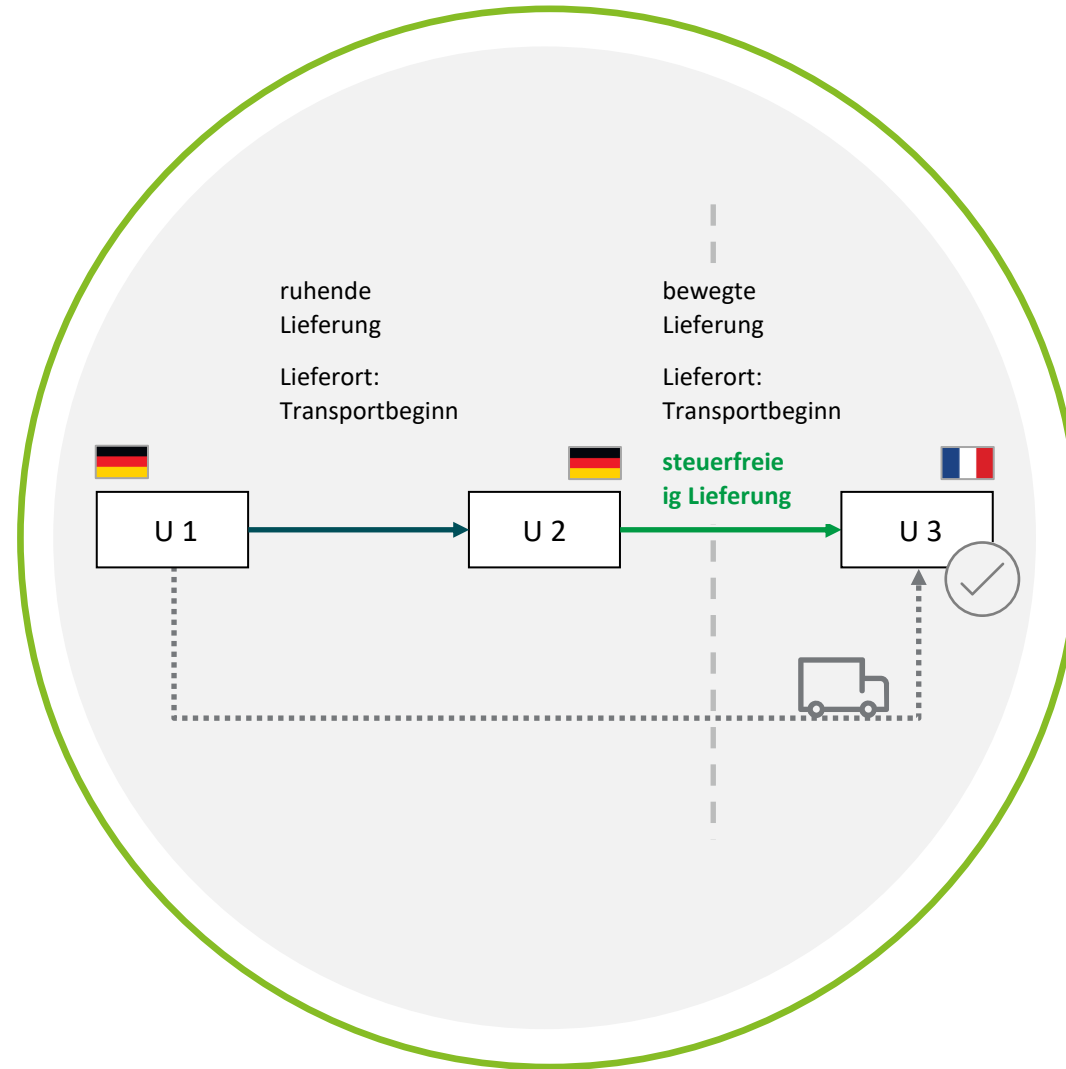 ruhende
Lieferung
Lieferort:
Transportbeginn
bewegte
Lieferung
Lieferort:
Transportbeginn
steuerfreie
ig Lieferung
U 1
U 2
U 3